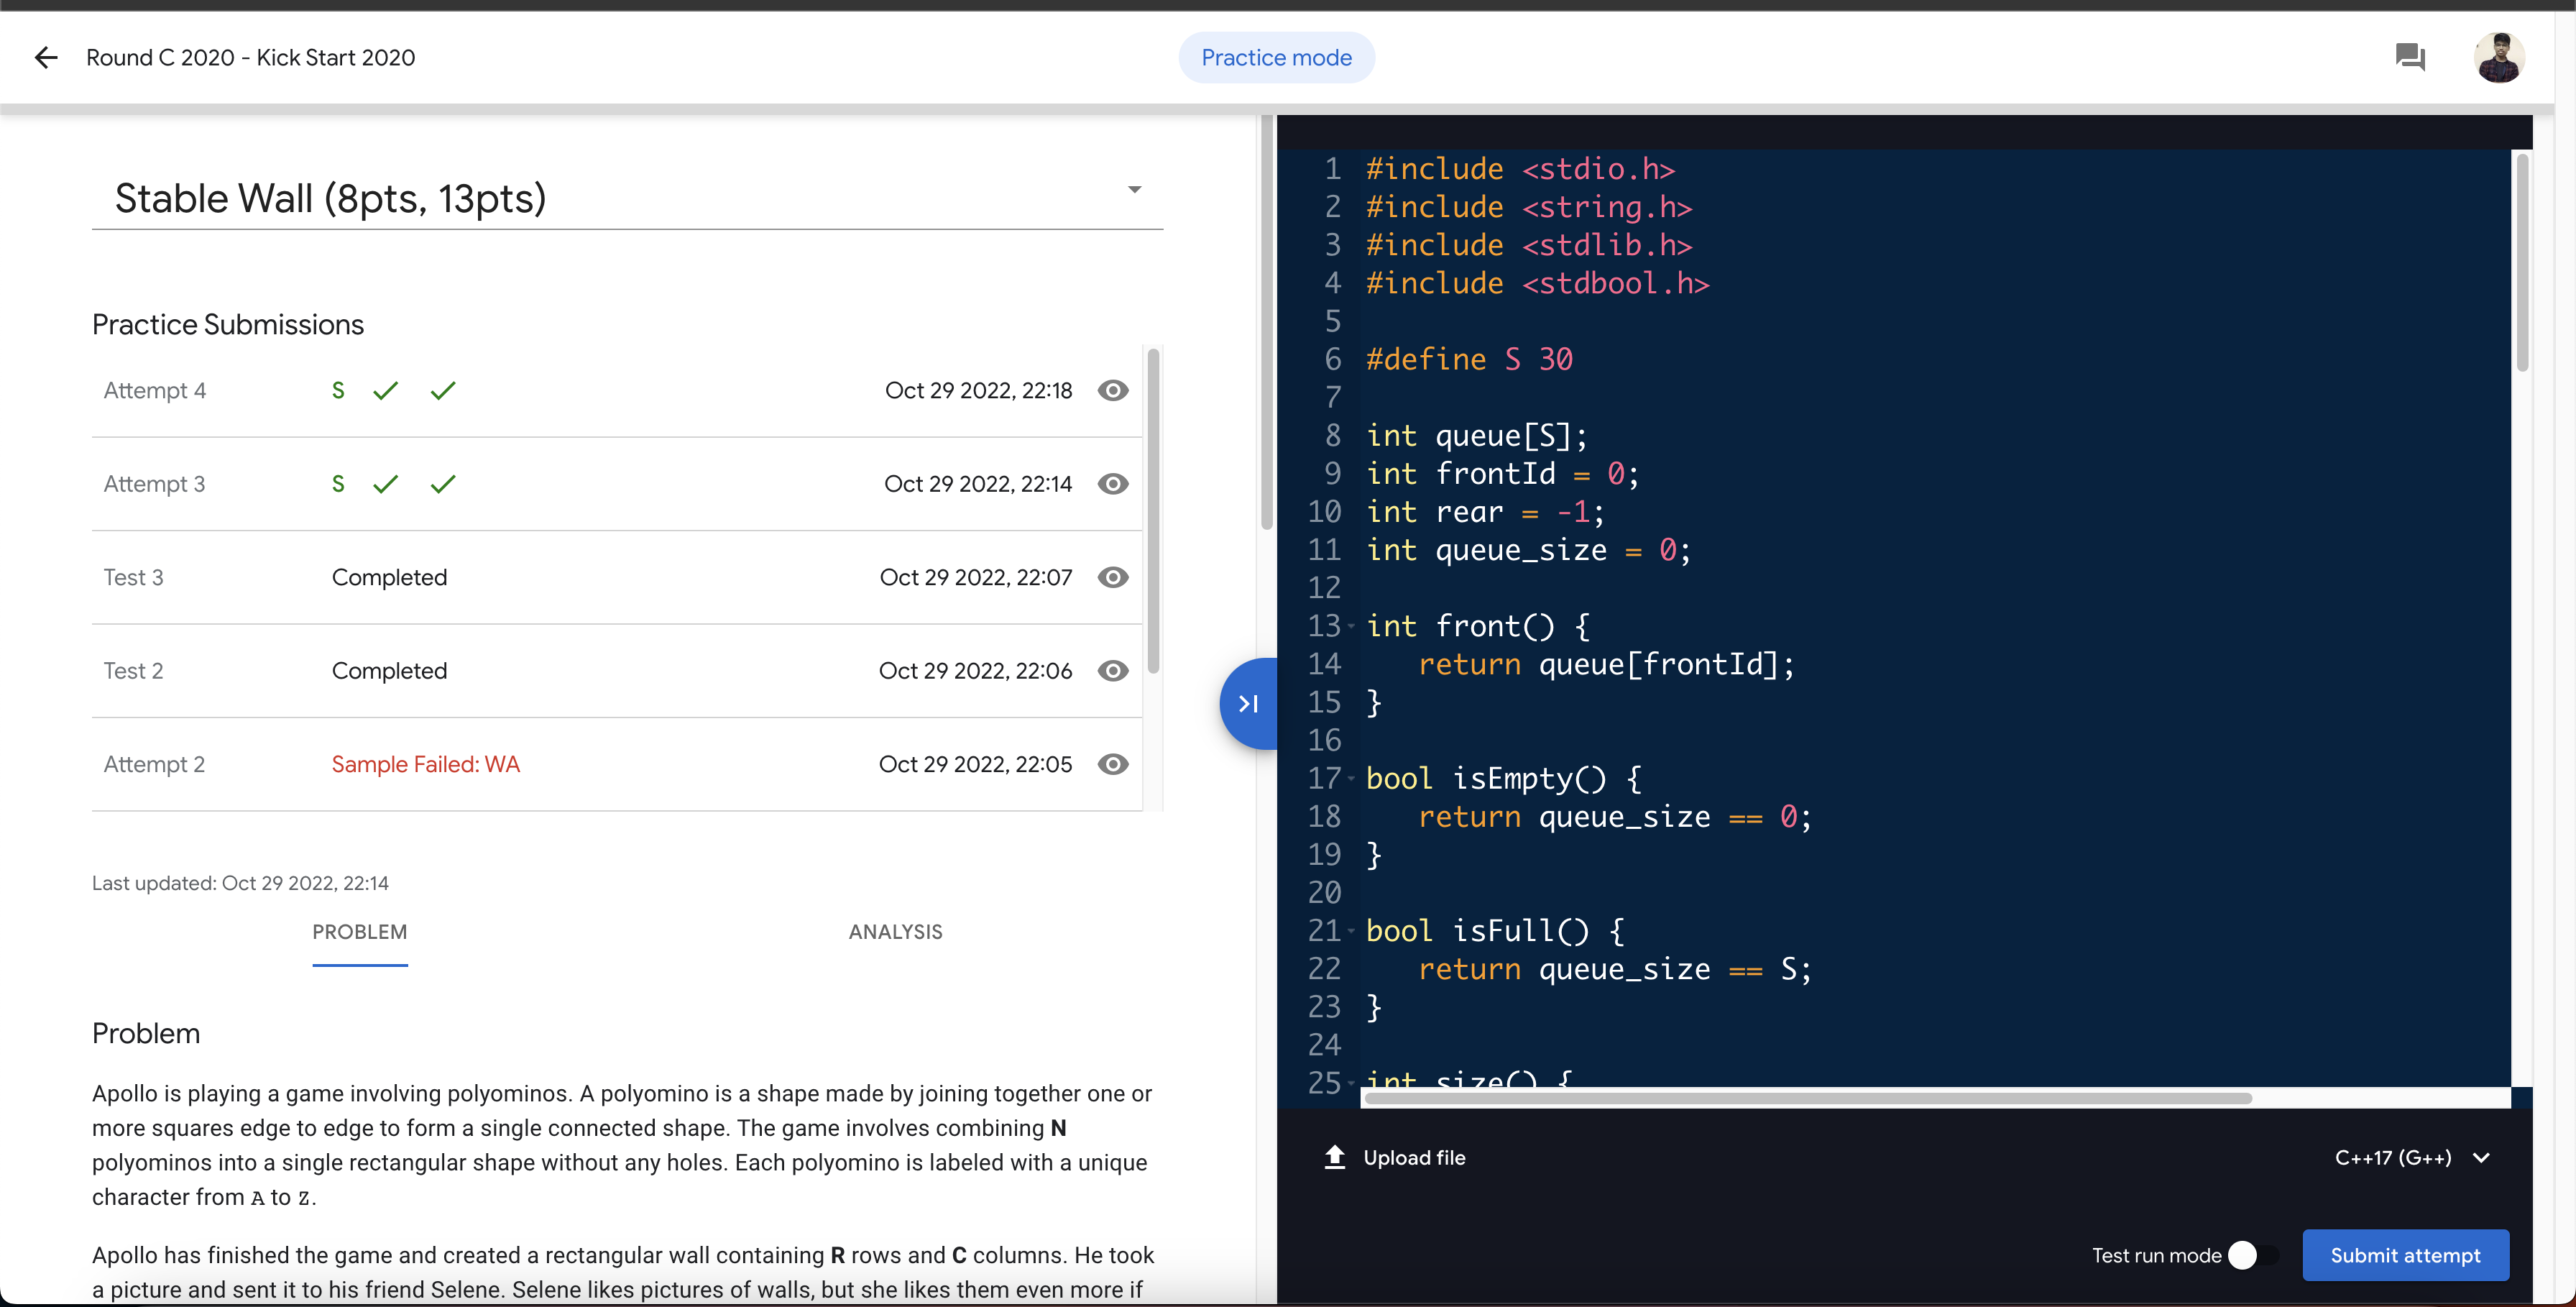 Round C 2020 - Kick Start 2020
Practice mode
Stable Wall (8pts, 13pts)
Practice Submissions
Attempt 4 S Oct 29 2022, 22:18
Attempt 3 S Oct 29 2022, 22:14
Test 3 Completed Oct 29 2022, 22:07
Test 2 Completed Oct 29 2022, 22:06
Attempt 2 Sample Failed: WA Oct 29 2022, 22:05
Last updated: Oct 29 2022, 22:14
PROBLEM ANALYSIS
Problem
Apollo is playing a game involving polyominos. A polyomino is a shape made by joining together one or
more squares edge to edge to form a single connected shape. The game involves combining N
polyominos into a single rectangular shape without any holes. Each polyomino is labeled with a unique
character from A to Z.
Apollo has finished the game and created a rectangular wall containing R rows and C columns. He took
a picture and sent it to his friend Selene. Selene likes pictures of walls, but she likes them even more if
1 #include <stdio.h>
2 #include <string.h>
3 #include <stdlib.h>
4 #include <stdbool.h>
5
6 #define S 30
7
8 int queue[S];
9 int frontId = 0;
10 int rear = -1;
11 int queue_size = 0;
12
13 int front() {
14 return queue[frontId];
15 }
16
17 bool isEmpty() {
18 return queue_size == 0;
19 }
20
21 bool isFull() {
22 return queue_size == S;
23 }
24
25 int size() {
Upload file
C++17 (G++)
Test run mode
Submit attempt